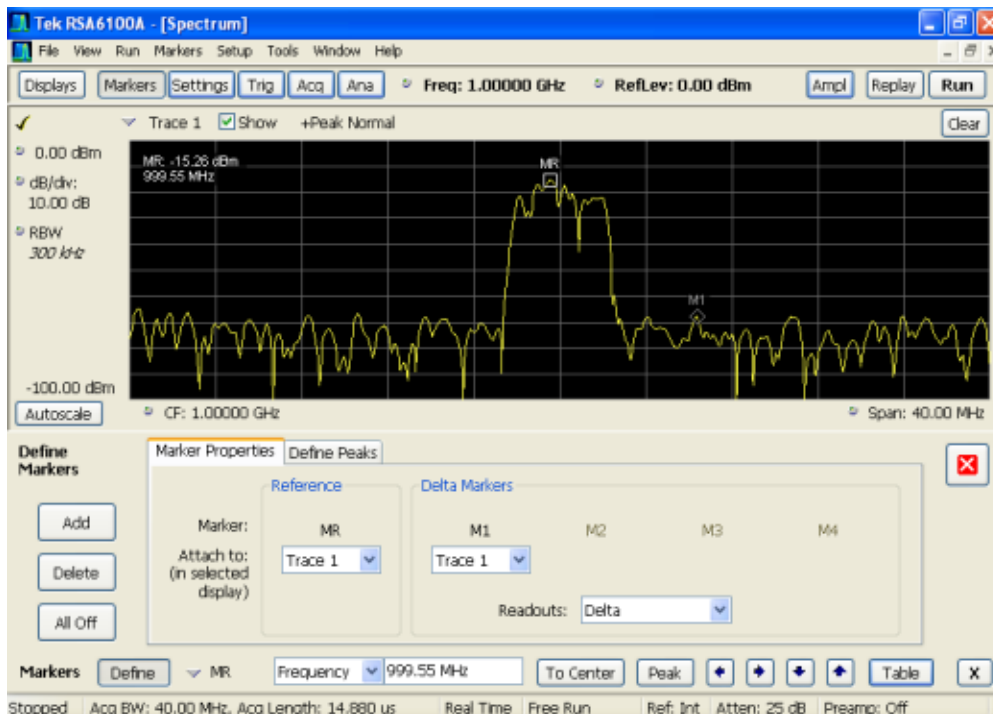 Tek RSA6100A - [Spectrum]
File View Run Markers Setup Tools Window Help
Displays Markers Settings Trig Acq Ana Freq: 1.00000 GHz RefLev: 0.00 dBm Ampl Replay Run
Trace 1 Show +Peak Normal Clear
0.00 dBm
dB/div:
10.00 dB
RBW
300 kHz
-100.00 dBm
MR: -15.26 dBm
999.55 MHz
MR
M1
Autoscale CF: 1.00000 GHz Span: 40.00 MHz
Define
Markers
Add
Delete
All Off
Marker Properties Define Peaks
Reference Delta Markers
Marker: MR M1 M2 M3 M4
Attach to:
(in selected
display)
Trace 1 Trace 1
Readouts: Delta
Markers Define MR Frequency 999.55 MHz To Center Peak Table X
Stopped Acq BW: 40.00 MHz, Acq Length: 14.880 us Real Time Free Run Ref: Int Atten: 25 dB Preamp: Off